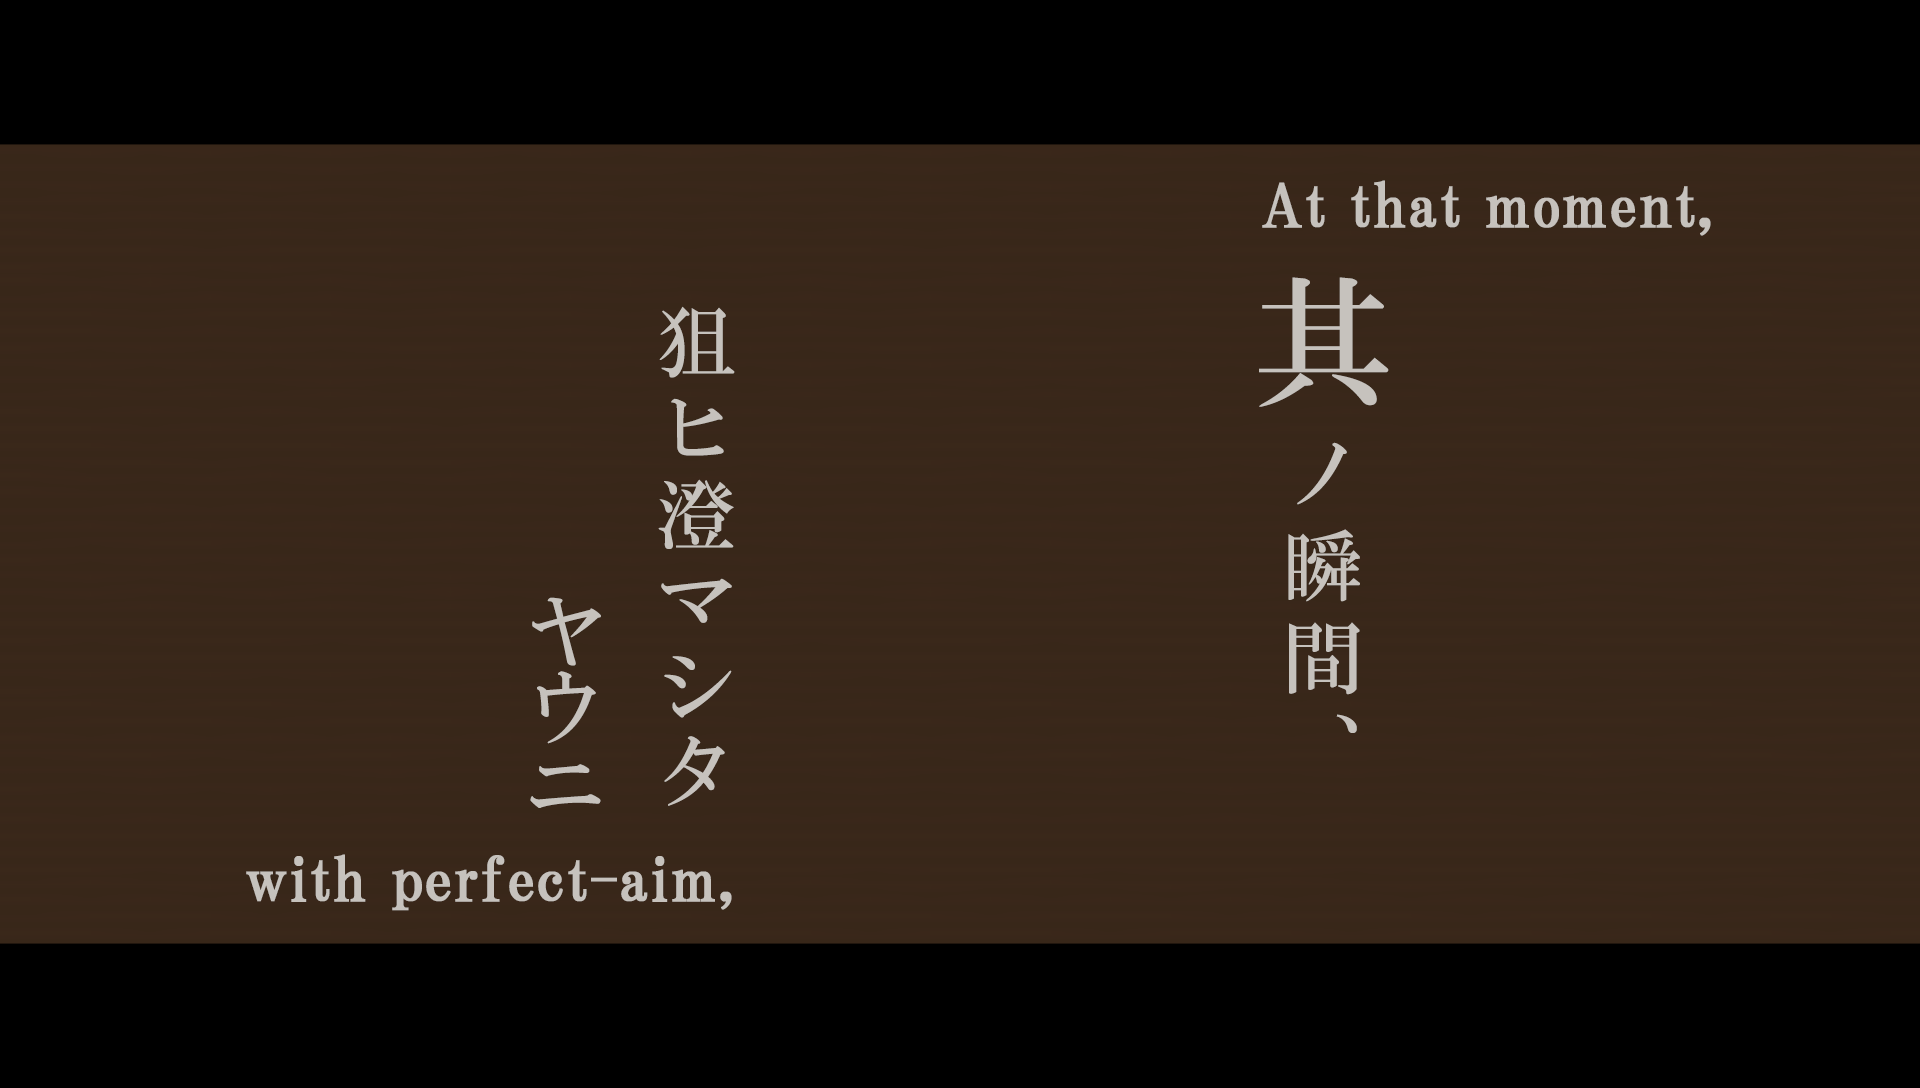 At that moment,
其ノ瞬間、
狙ヒ澄マシタ
ヤウニ
with perfect-aim,